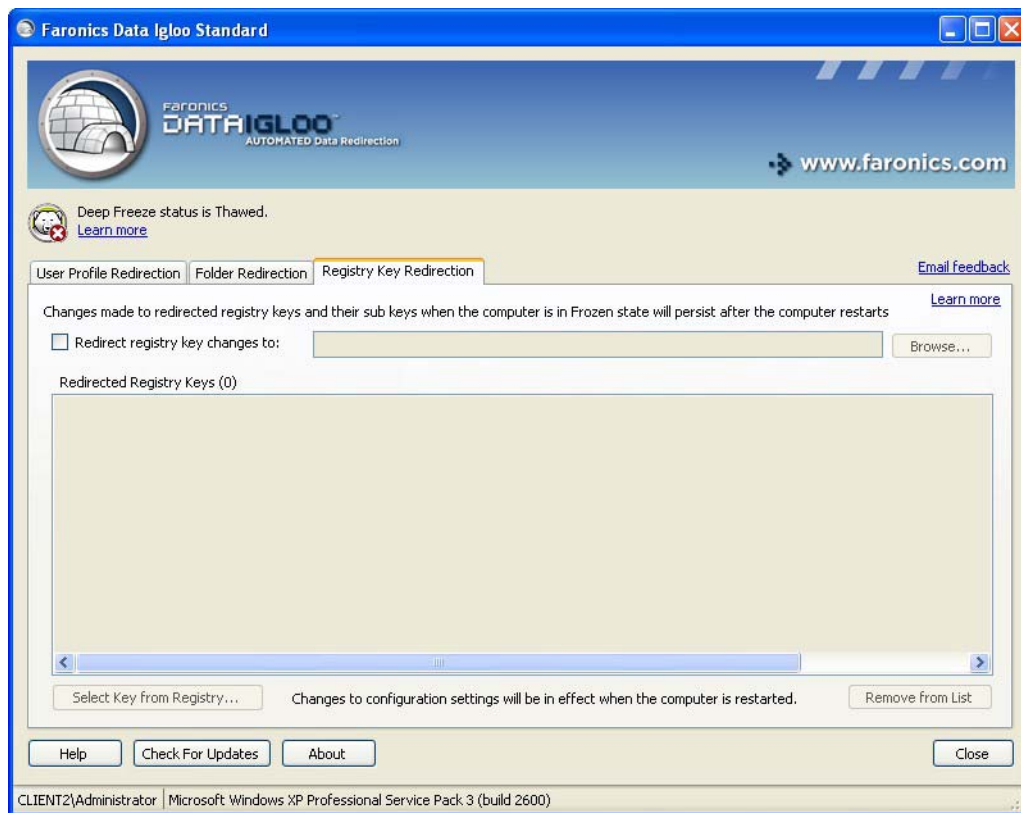 Faronics Data Igloo Standard
Faronics
DATAIGLOO™
AUTOMATED Data Redirection
www.faronics.com
Deep Freeze status is Thawed.
Learn more
User Profile Redirection
Folder Redirection
Registry Key Redirection
Email feedback
Learn more
Changes made to redirected registry keys and their sub keys when the computer is in Frozen state will persist after the computer restarts
Redirect registry key changes to:
Browse...
Redirected Registry Keys (0)
Select Key from Registry...
Changes to configuration settings will be in effect when the computer is restarted.
Remove from List
Help
Check For Updates
About
Close
CLIENT2\Administrator
Microsoft Windows XP Professional Service Pack 3 (build 2600)